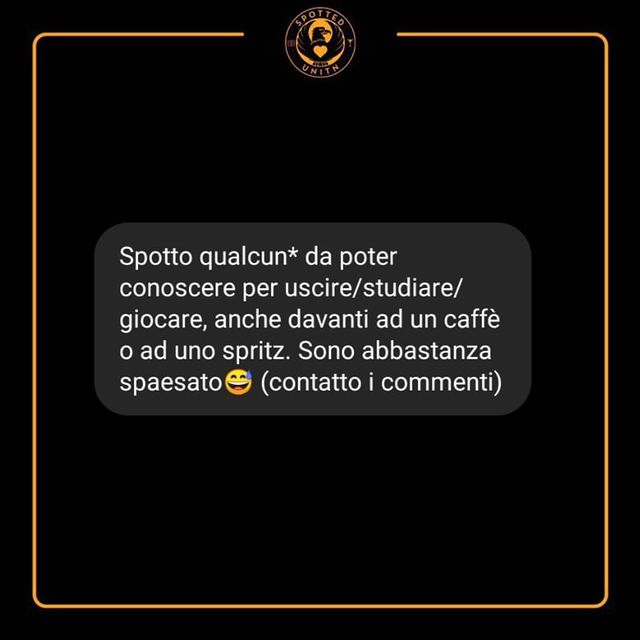 SPOTTED
UNITN
Spotto qualcun* da poter
conoscere per uscire/studiare/
giocare, anche davanti ad un caffè
o ad uno spritz. Sono abbastanza
spaesato😅 (contatto i commenti)